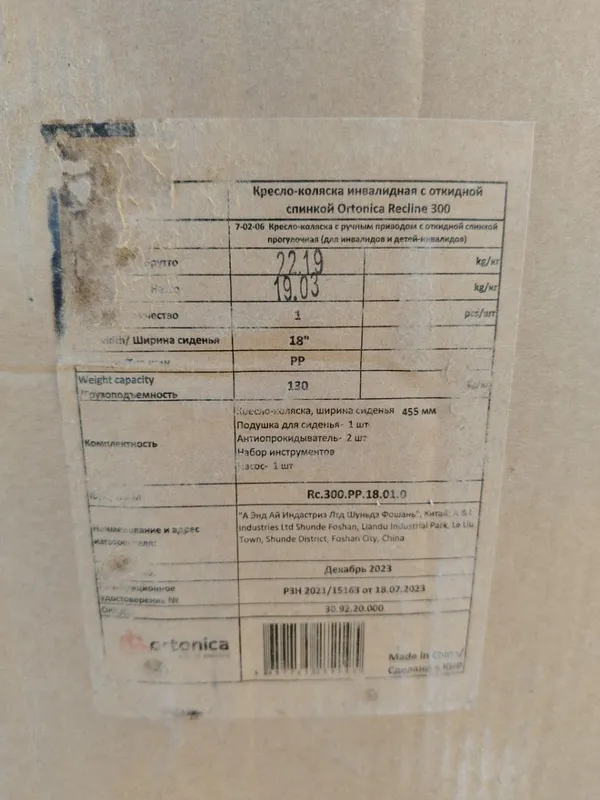 Кресло-коляска инвалидная с откидной
спинкой Ortonica Recline 300
7-02-06 Кресло-коляска с ручным приводом с откидной спинкой
прогулочная (для инвалидов и детей-инвалидов)
22.19 kg/кг
19.03 kg/кг
1 pcs/шт
Ширина сиденья 18"
PP
Weight capacity
130
Кресло-коляска, ширина сиденья 455 мм
Подушка для сиденья- 1 шт
Комплектность
Антиопрокидыватель- 2 шт
Набор инструментов
Насос- 1 шт
Rc.300.PP.18.01.0
"А Энд Ай Индастриз Лтд Шуньдэ Фошань", Китай, A & I
Industries Ltd Shunde Foshan, Liandu Industrial Park, Le Liu
и адрес
Town, Shunde District, Foshan City, China
Декабрь 2023
РЗН 2021/15163 от 18.07.2023
удостоверение №
30.92.20.000
ortonica
Made in China/
Сделано в КНР